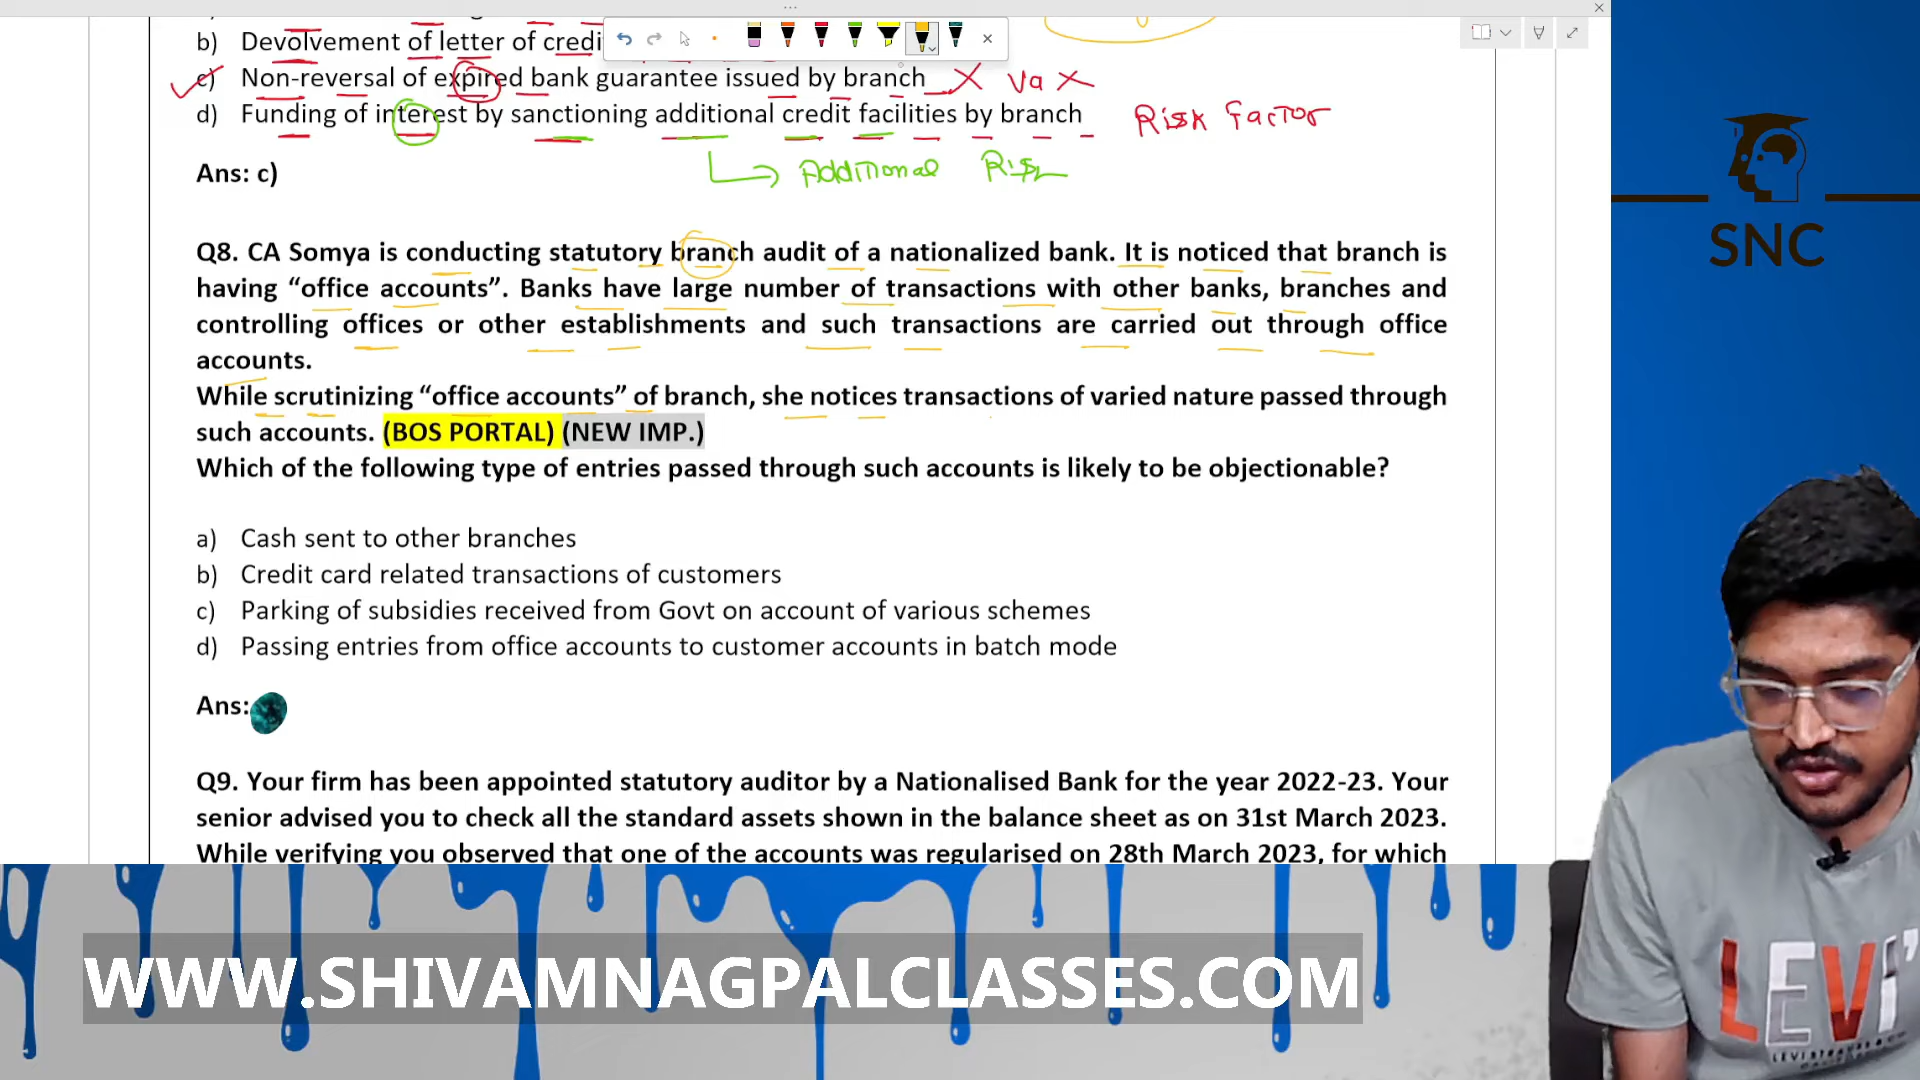 b) Devolvement of letter of credi
c) Non-reversal of expired bank guarantee issued by branch X Va X
d) Funding of interest by sanctioning additional credit facilities by branch Risk Factor
Additional Risk
Ans: c)
SNC
Q8. CA Somya is conducting statutory branch audit of a nationalized bank. It is noticed that branch is
having “office accounts”. Banks have large number of transactions with other banks, branches and
controlling offices or other establishments and such transactions are carried out through office
accounts.
While scrutinizing “office accounts” of branch, she notices transactions of varied nature passed through
such accounts. (BOS PORTAL) (NEW IMP.)
Which of the following type of entries passed through such accounts is likely to be objectionable?
a) Cash sent to other branches
b) Credit card related transactions of customers
c) Parking of subsidies received from Govt on account of various schemes
d) Passing entries from office accounts to customer accounts in batch mode
Ans:
Q9. Your firm has been appointed statutory auditor by a Nationalised Bank for the year 2022-23. Your
senior advised you to check all the standard assets shown in the balance sheet as on 31st March 2023.
While verifying you observed that one of the accounts was regularised on 28th March 2023, for which
WWW.SHIVAMNAGPALCLASSES.COM
LEVI'